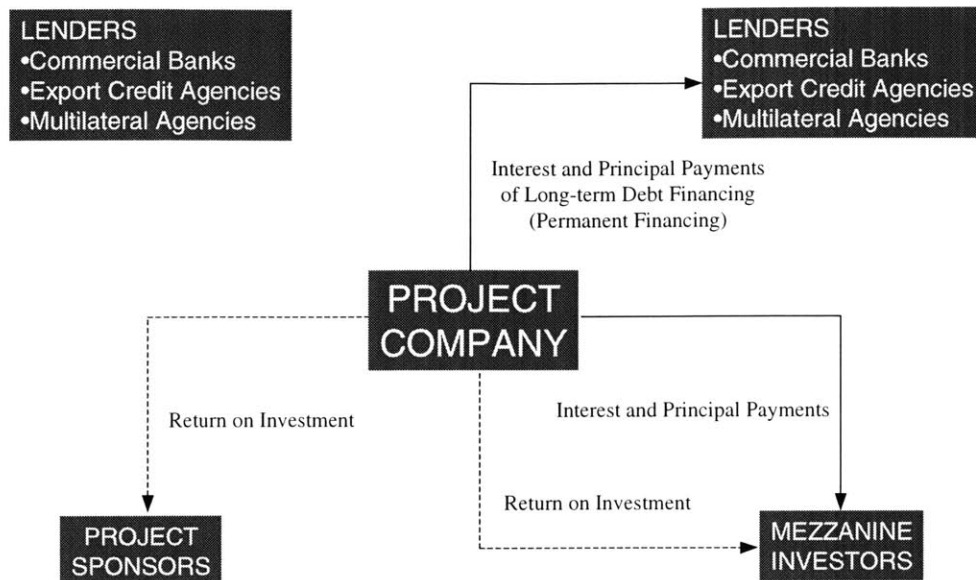 LENDERS
•Commercial Banks
•Export Credit Agencies
•Multilateral Agencies
LENDERS
•Commercial Banks
•Export Credit Agencies
•Multilateral Agencies
Interest and Principal Payments
of Long-term Debt Financing
(Permanent Financing)
PROJECT
COMPANY
Return on Investment
Interest and Principal Payments
Return on Investment
PROJECT
SPONSORS
MEZZANINE
INVESTORS